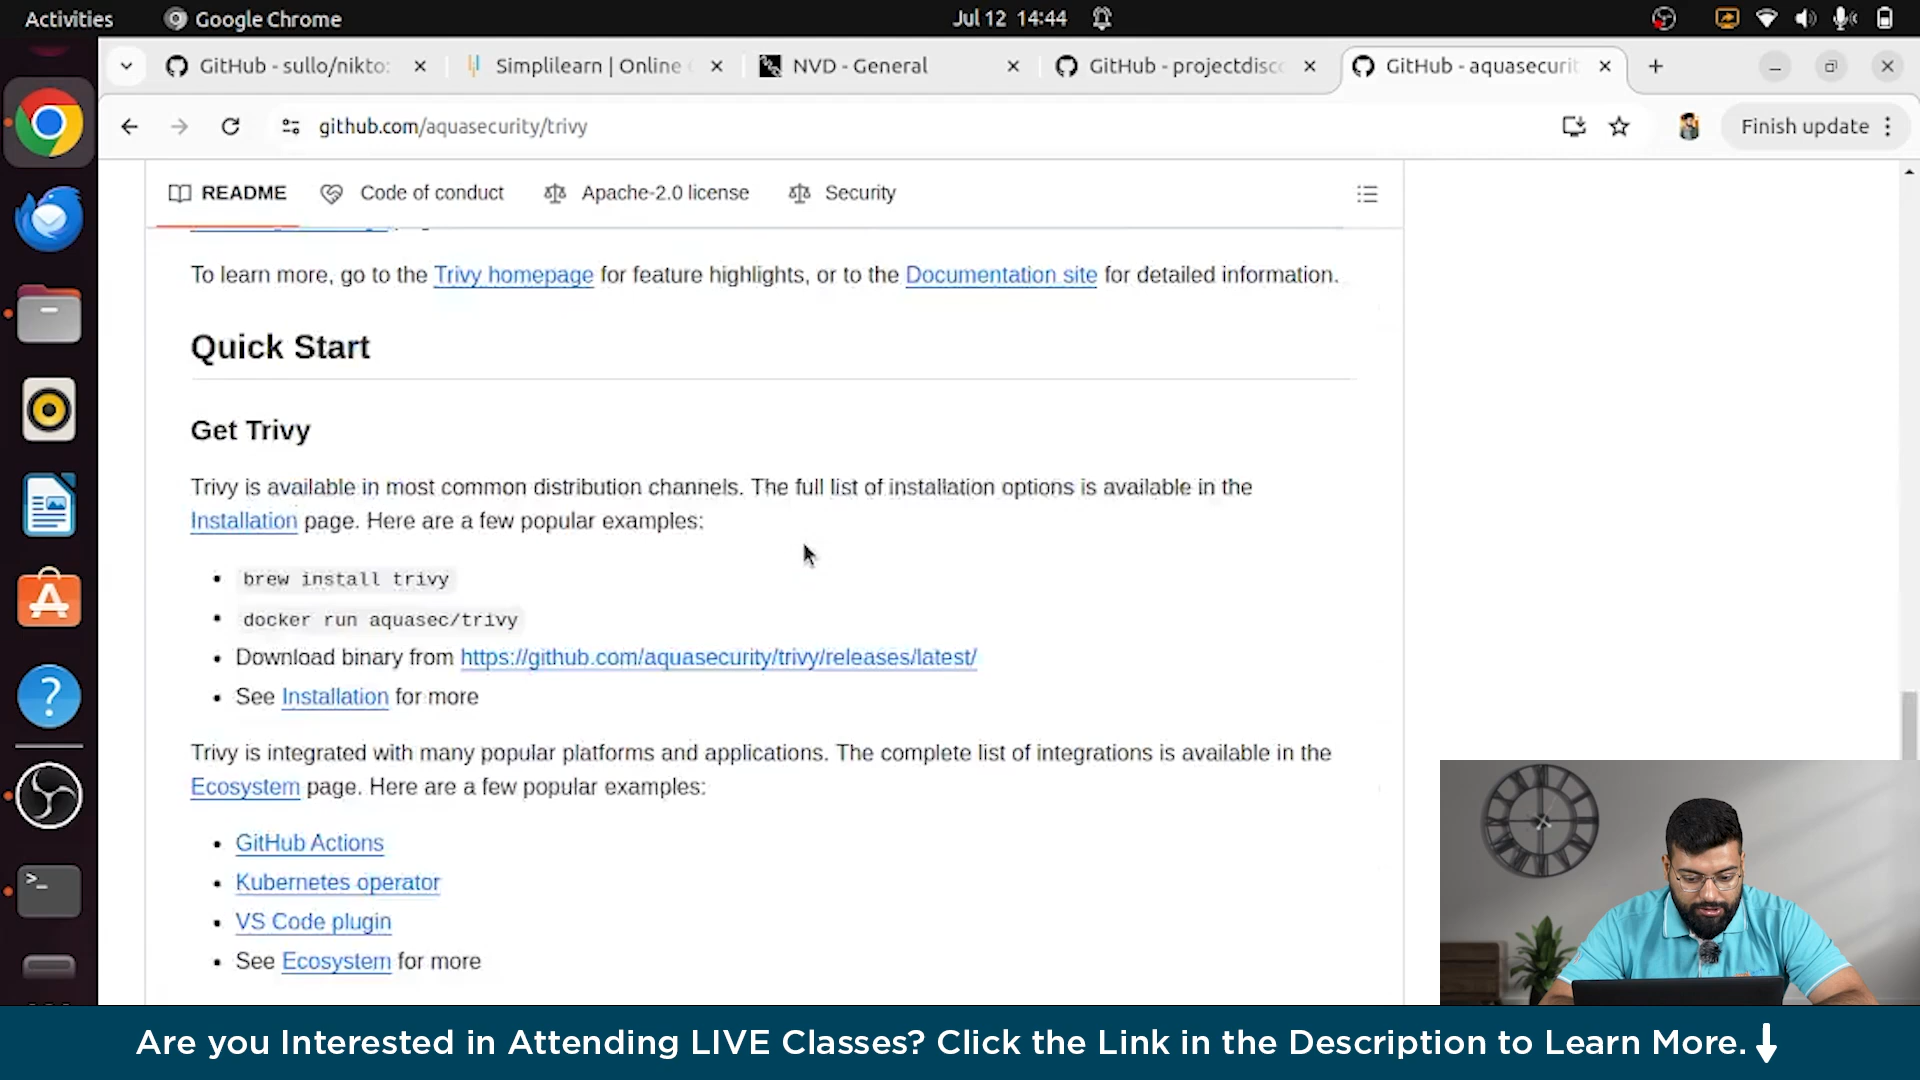 Activities
Google Chrome
Jul 12 14:44
GitHub - sullo/nikto:
Simplilearn | Online
NVD - General
GitHub - projectdisc
GitHub - aquasecurit
github.com/aquasecurity/trivy
Finish update
README
Code of conduct
Apache-2.0 license
Security
To learn more, go to the Trivy homepage for feature highlights, or to the Documentation site for detailed information.
Quick Start
Get Trivy
Trivy is available in most common distribution channels. The full list of installation options is available in the
Installation page. Here are a few popular examples:
• brew install trivy
• docker run aquasec/trivy
• Download binary from https://github.com/aquasecurity/trivy/releases/latest/
• See Installation for more
Trivy is integrated with many popular platforms and applications. The complete list of integrations is available in the
Ecosystem page. Here are a few popular examples:
• GitHub Actions
• Kubernetes operator
• VS Code plugin
• See Ecosystem for more
Are you Interested in Attending LIVE Classes? Click the Link in the Description to Learn More.